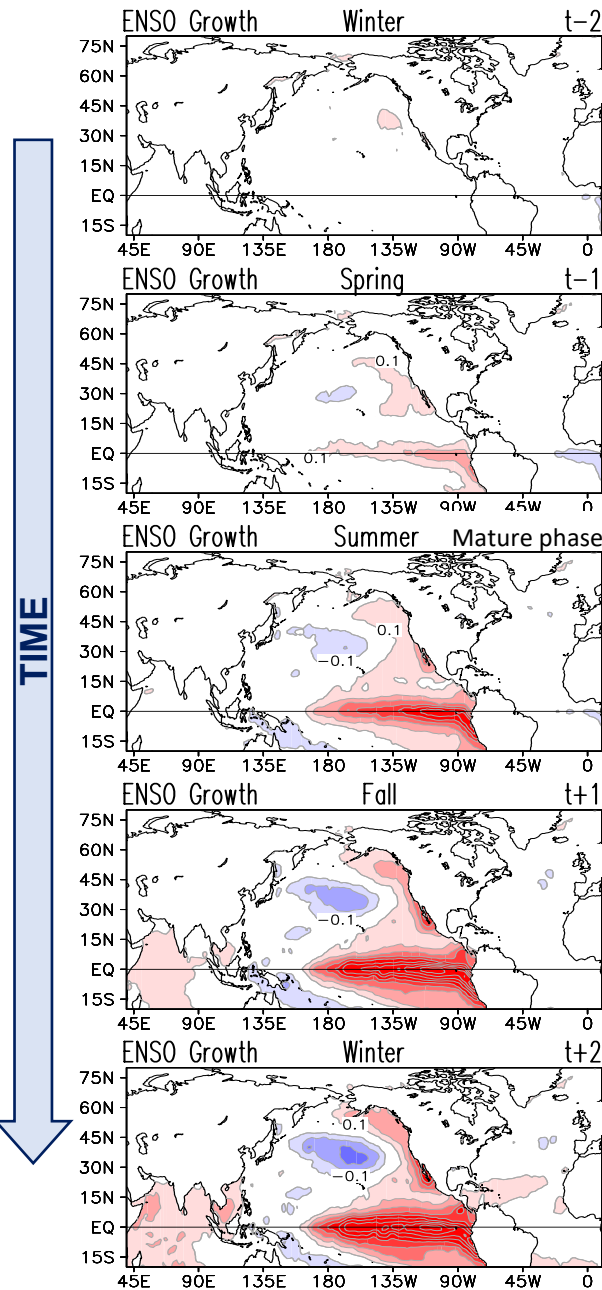 ENSO Growth Winter t-2
75N
60N
45N
30N
15N
EQ
15S
45E 90E 135E 180 135W 90W 45W 0
ENSO Growth Spring t-1
75N
60N
45N
0.1
30N
15N
EQ
0.1
15S
45E 90E 135E 180 135W 90W 45W 0
ENSO Growth Summer Mature phase
75N
60N
45N
0.1
30N
-0.1
15N
EQ
15S
45E 90E 135E 180 135W 90W 45W 0
TIME
ENSO Growth Fall t+1
75N
60N
45N
30N
-0.1
15N
EQ
15S
45E 90E 135E 180 135W 90W 45W 0
ENSO Growth Winter t+2
75N
60N
0.1
45N
30N
-0.1
15N
EQ
15S
45E 90E 135E 180 135W 90W 45W 0